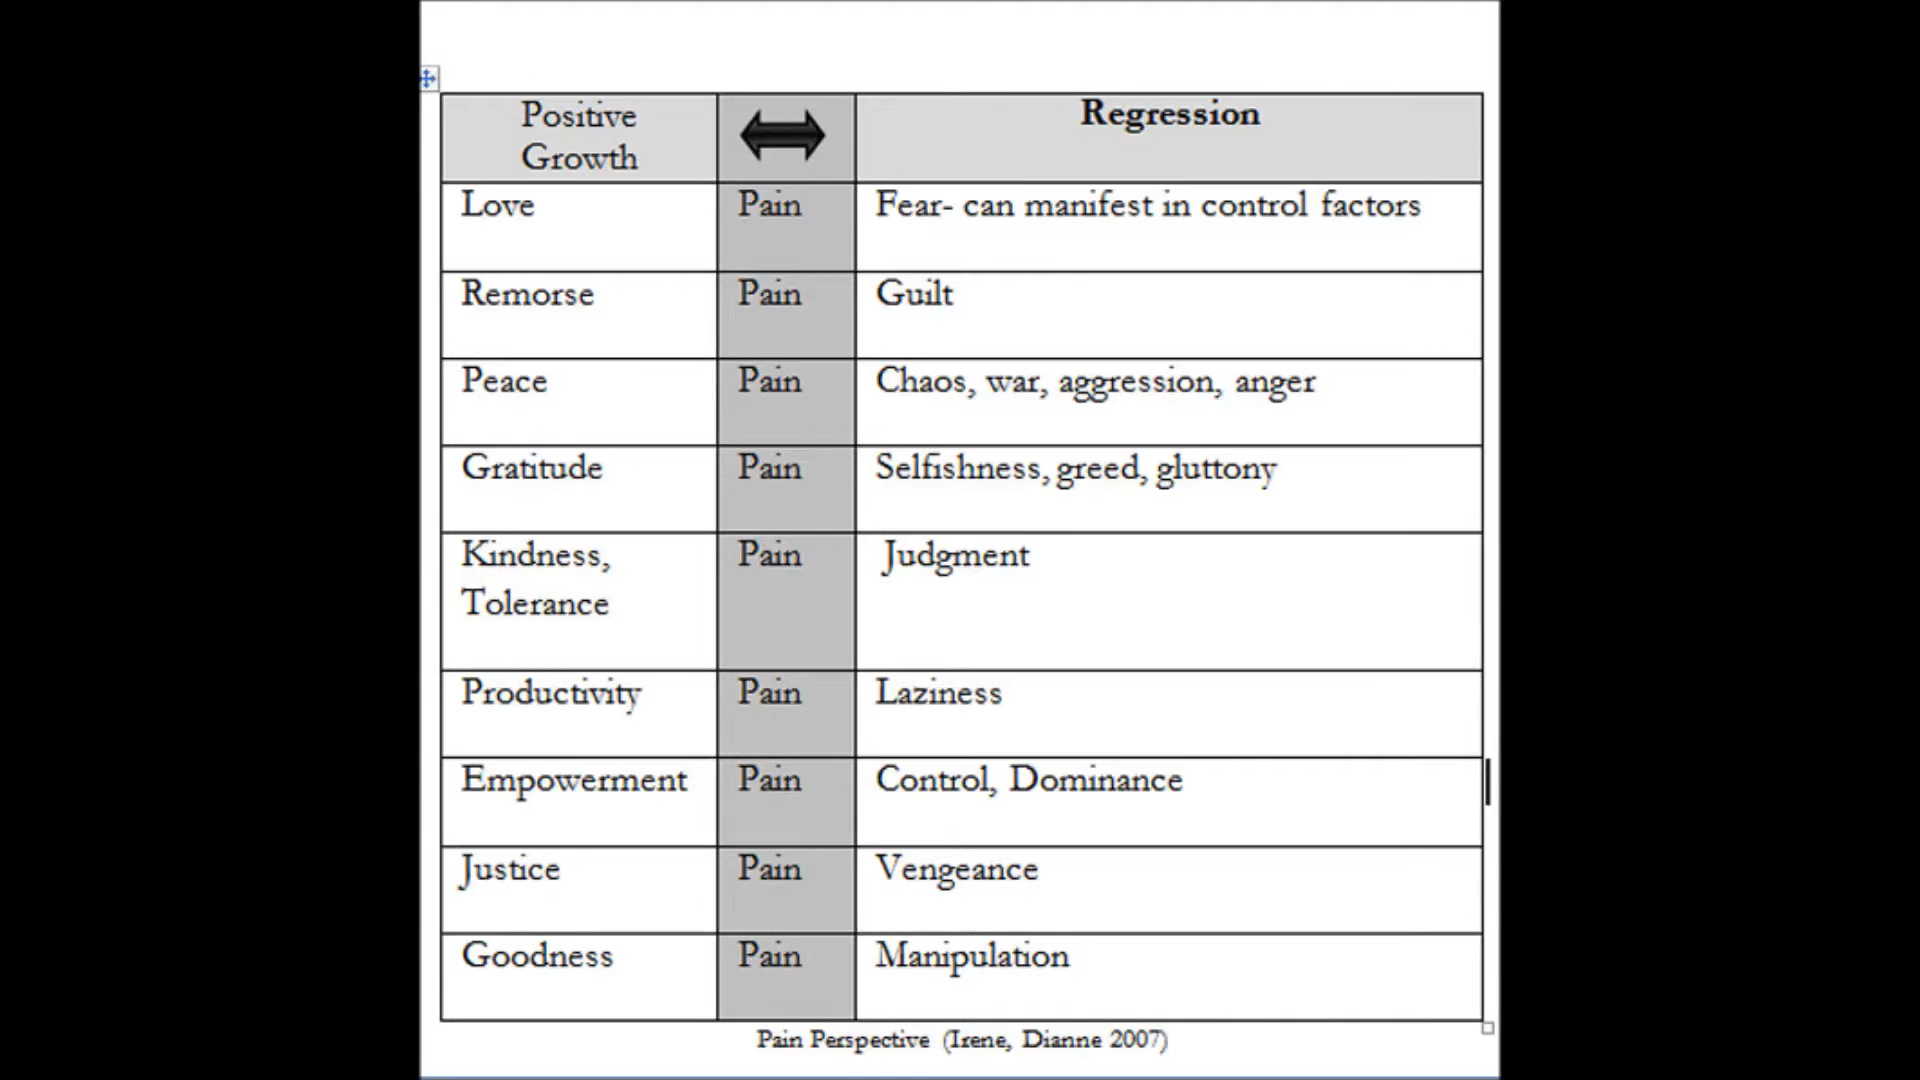 Positive Growth Regression
Love Pain Fear- can manifest in control factors
Remorse Pain Guilt
Peace Pain Chaos, war, aggression, anger
Gratitude Pain Selfishness, greed, gluttony
Kindness, Pain Judgment
Tolerance
Productivity Pain Laziness
Empowerment Pain Control, Dominance
Justice Pain Vengeance
Goodness Pain Manipulation
Pain Perspective (Irene, Dianne 2007)